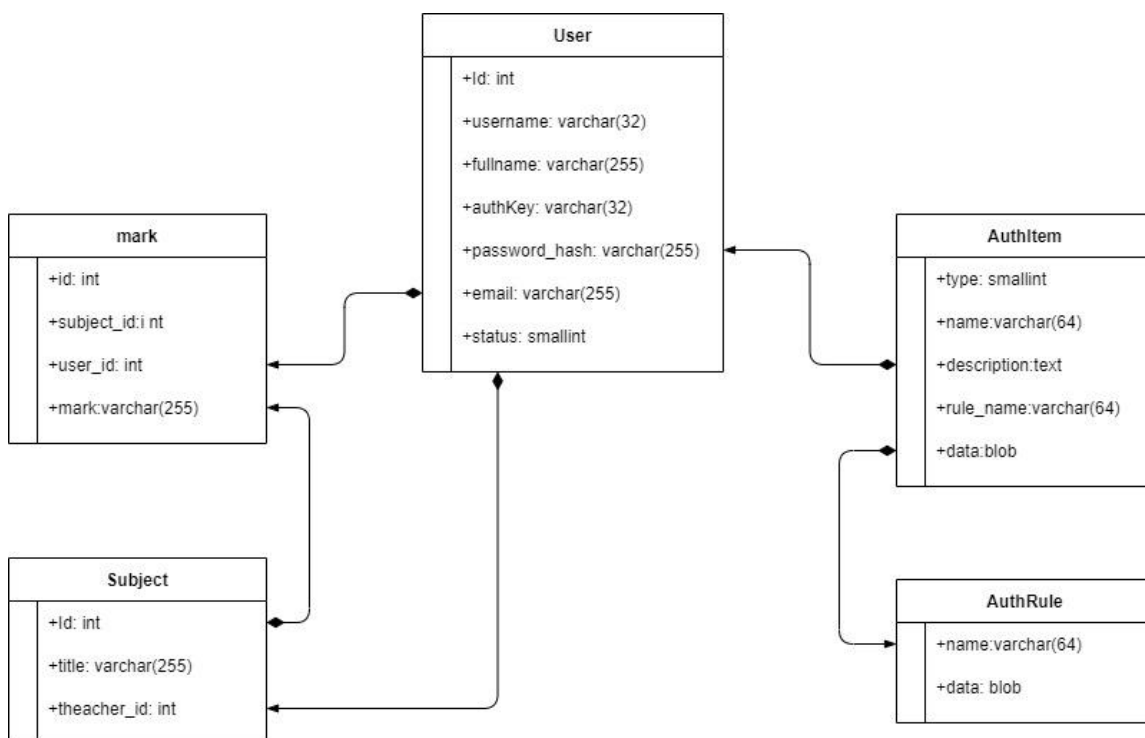 User
+Id: int
+username: varchar(32)
+fullname: varchar(255)
+authKey: varchar(32)
+password_hash: varchar(255)
+email: varchar(255)
+status: smallint
mark
+id: int
+subject_id:i nt
+user_id: int
+mark:varchar(255)
AuthItem
+type: smallint
+name:varchar(64)
+description:text
+rule_name:varchar(64)
+data:blob
Subject
+Id: int
+title: varchar(255)
+theacher_id: int
AuthRule
+name:varchar(64)
+data: blob